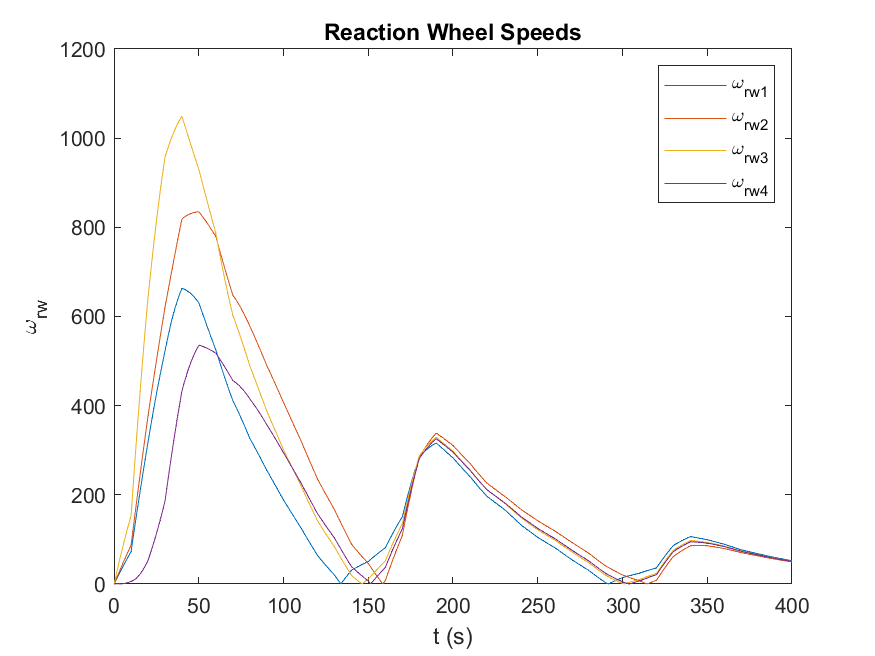 Reaction Wheel Speeds
1200
1000
800
600
400
200
0
ω_rw
ω_rw1
ω_rw2
ω_rw3
ω_rw4
0 50 100 150 200 250 300 350 400
t (s)